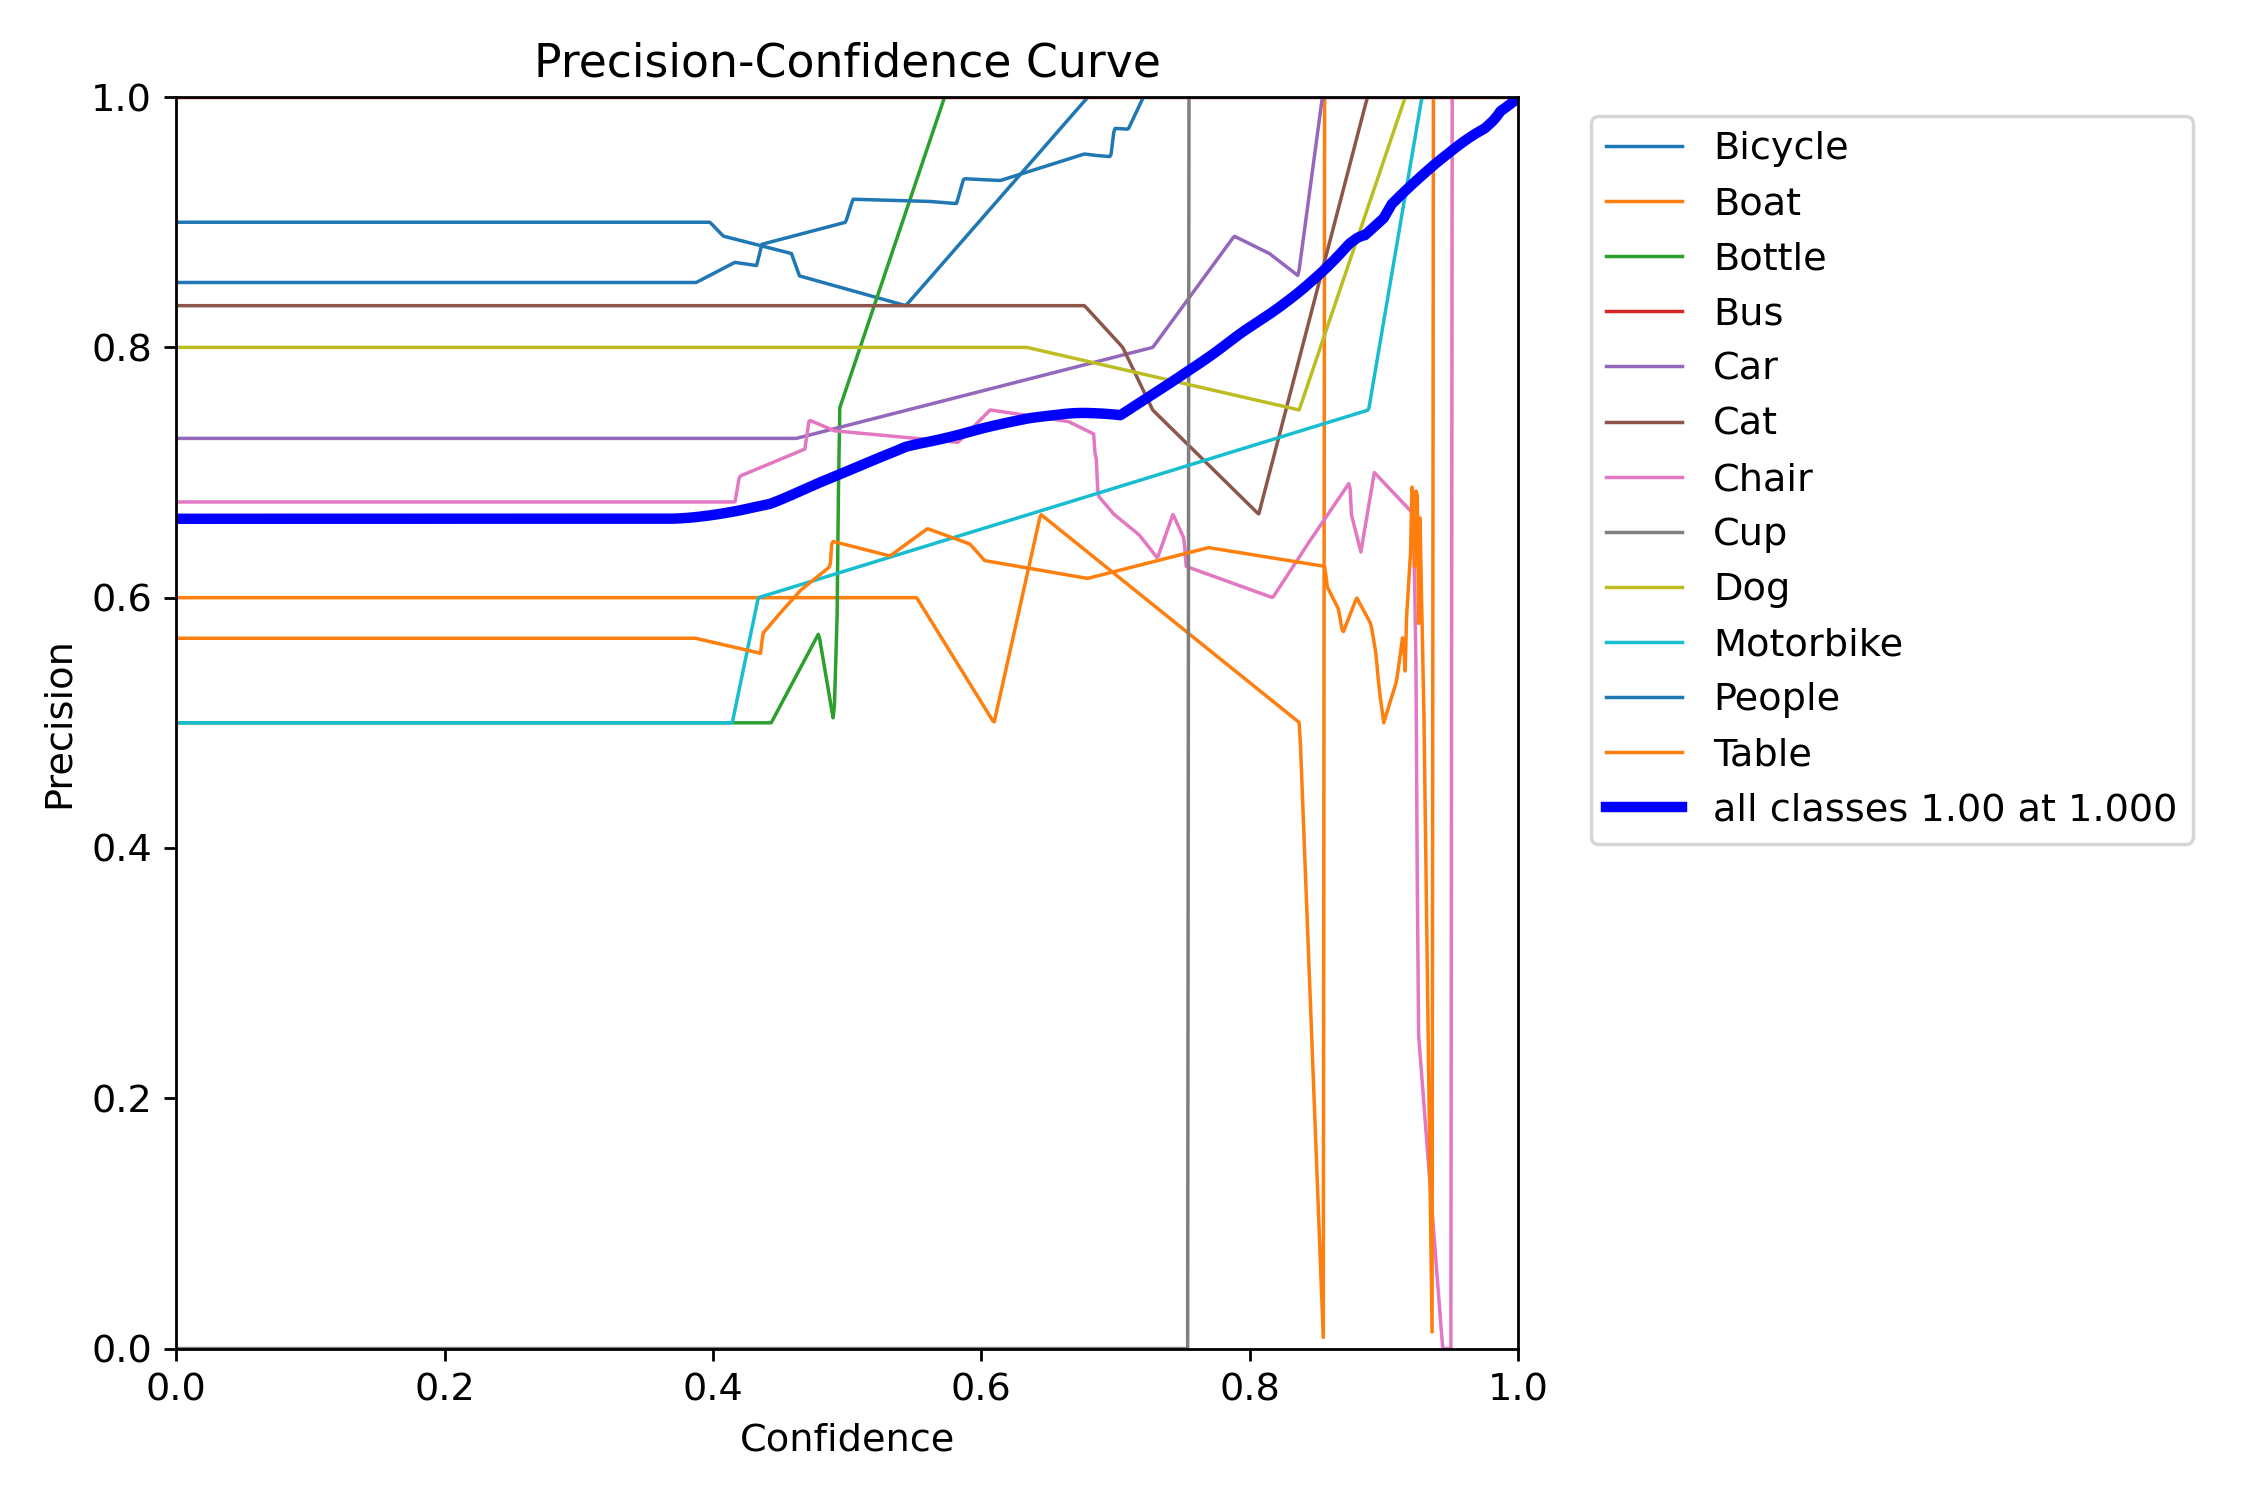 Precision-Confidence Curve
1.0
0.8
0.6
0.4
0.2
0.0
Precision
0.0 0.2 0.4 0.6 0.8 1.0
Confidence
Bicycle
Boat
Bottle
Bus
Car
Cat
Chair
Cup
Dog
Motorbike
People
Table
all classes 1.00 at 1.000